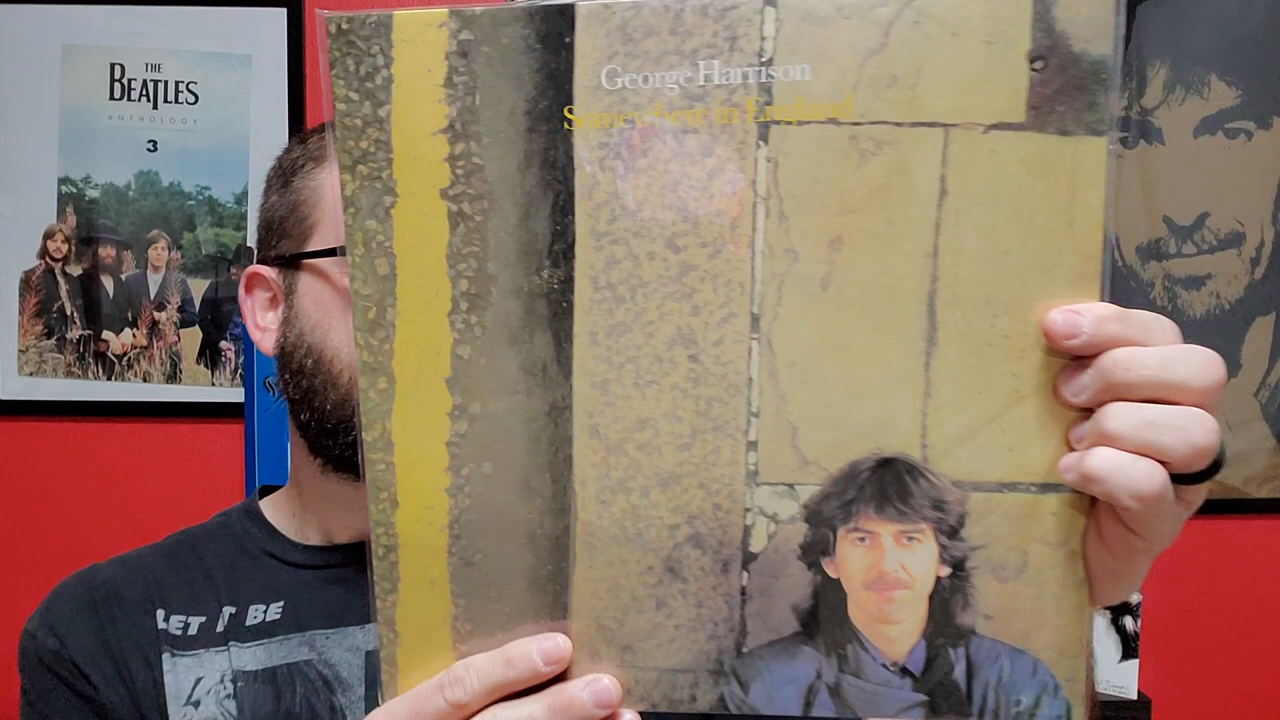 THE
BEATLES
ANTHOLOGY
3
George Harrison
Somewhere in England
LET IT BE